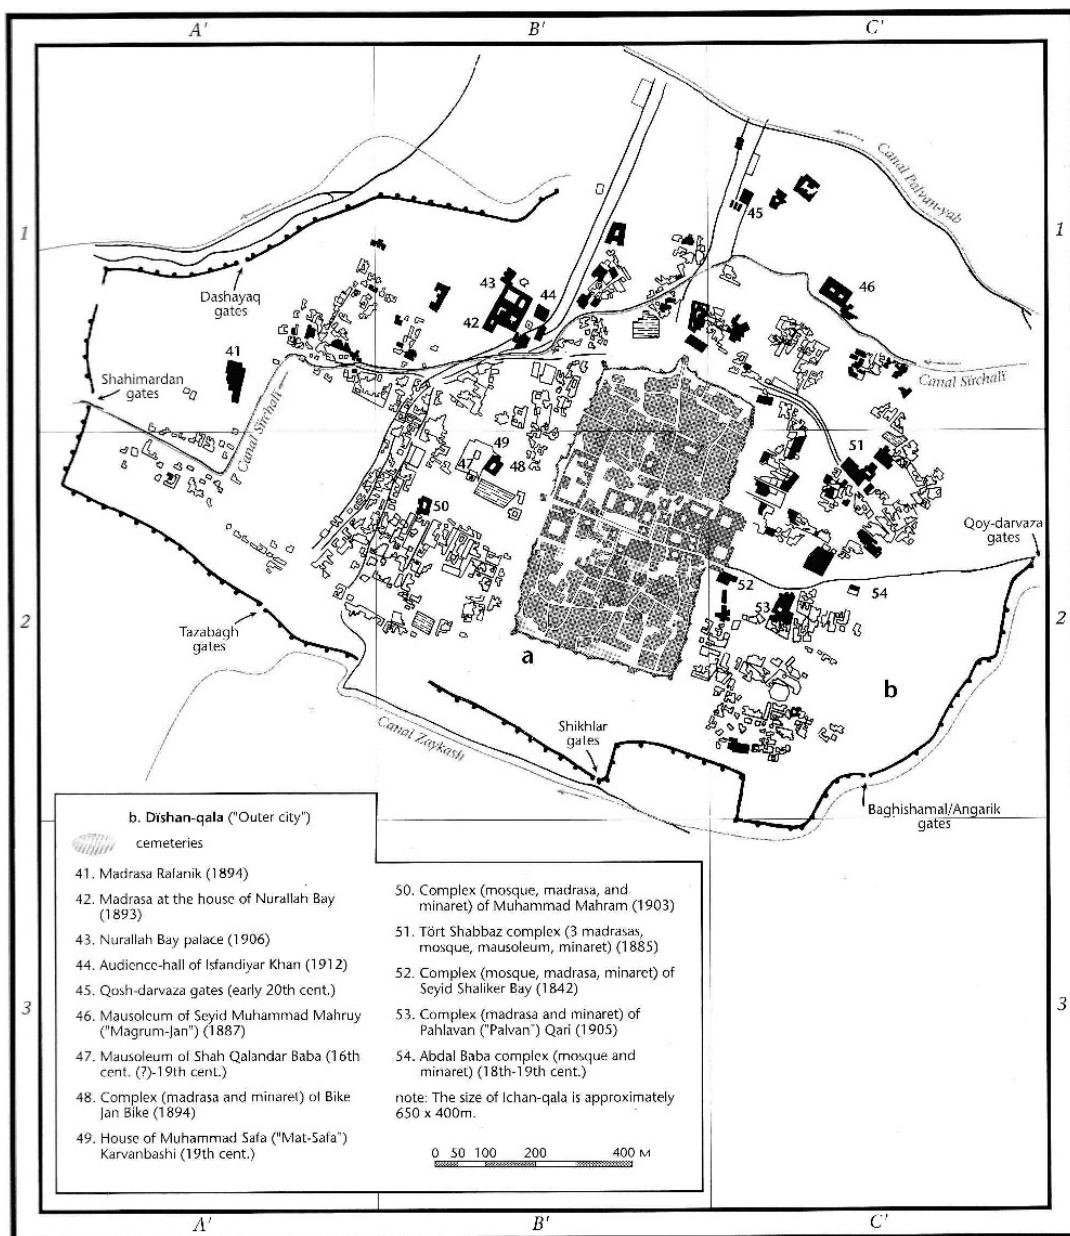 A'
B'
C'
Canal Palvan-yab
1
1
45
Dashayaq
gates
43
44
46
42
41
Shahimardan
gates
Canal Sirchali
Canal Sirchali
49
51
47
48
50
Qoy-darvaza
gates
52
54
53
2
2
Tazabagh
gates
a
b
Shikhlar
gates
Canal Zaykash
Baghishamal/Angarik
gates
b. Dïshan-qala ("Outer city")
cemeteries
41. Madrasa Rafanik (1894)
42. Madrasa at the house of Nurallah Bay
(1893)
43. Nurallah Bay palace (1906)
44. Audience-hall of Isfandiyar Khan (1912)
45. Qosh-darvaza gates (early 20th cent.)
46. Mausoleum of Seyid Muhammad Mahruy
("Magrum-Jan") (1887)
47. Mausoleum of Shah Qalandar Baba (16th
cent. (?)-19th cent.)
48. Complex (madrasa and minaret) of Bike
Jan Bike (1894)
49. House of Muhammad Safa ("Mat-Safa")
Karvanbashi (19th cent.)
50. Complex (mosque, madrasa, and
minaret) of Muhammad Mahram (1903)
51. Tört Shabbaz complex (3 madrasas,
mosque, mausoleum, minaret) (1885)
52. Complex (mosque, madrasa, minaret) of
Seyid Shaliker Bay (1842)
53. Complex (madrasa and minaret) of
Pahlavan ("Palvan") Qari (1905)
54. Abdal Baba complex (mosque and
minaret) (18th-19th cent.)
note: The size of Ichan-qala is approximately
650 x 400m.
0 50 100 200 400 M
3
3
A'
B'
C'